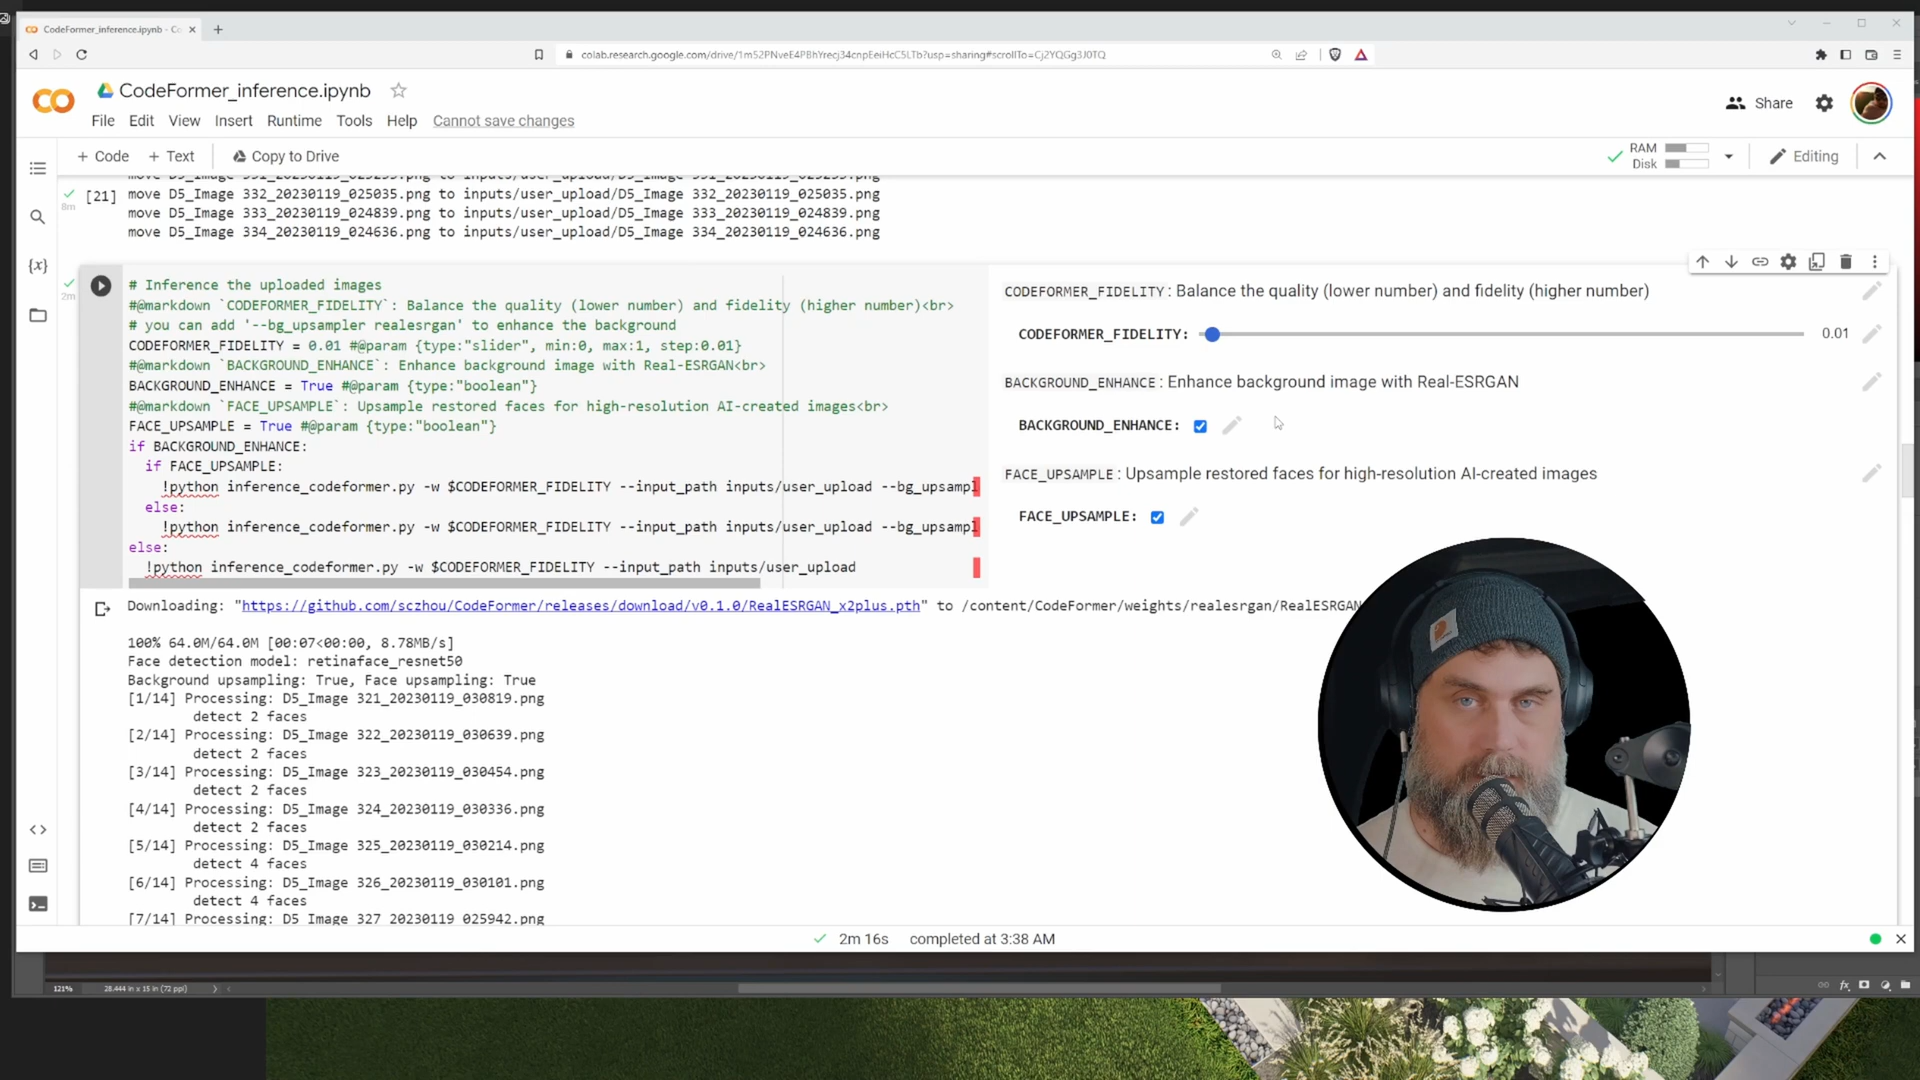 CodeFormer_inference.ipynb - Co
colab.research.google.com/drive/1m52PNveE4PBhYrecj34cnpEeiHcC5LTb?usp=sharing#scrollTo=Cj2YQGg3J0TQ
CodeFormer_inference.ipynb
Share
File Edit View Insert Runtime Tools Help Cannot save changes
+ Code + Text Copy to Drive
RAM
Disk
Editing
[21]
8m
move D5_Image 332_20230119_025035.png to inputs/user_upload/D5_Image 332_20230119_025035.png
move D5_Image 333_20230119_024839.png to inputs/user_upload/D5_Image 333_20230119_024839.png
move D5_Image 334_20230119_024636.png to inputs/user_upload/D5_Image 334_20230119_024636.png
2m
# Inference the uploaded images
#@markdown `CODEFORMER_FIDELITY`: Balance the quality (lower number) and fidelity (higher number)<br>
# you can add '--bg_upsampler realesrgan' to enhance the background
CODEFORMER_FIDELITY = 0.01 #@param {type:"slider", min:0, max:1, step:0.01}
#@markdown `BACKGROUND_ENHANCE`: Enhance background image with Real-ESRGAN<br>
BACKGROUND_ENHANCE = True #@param {type:"boolean"}
#@markdown `FACE_UPSAMPLE`: Upsample restored faces for high-resolution AI-created images<br>
FACE_UPSAMPLE = True #@param {type:"boolean"}
if BACKGROUND_ENHANCE:
if FACE_UPSAMPLE:
!python inference_codeformer.py -w $CODEFORMER_FIDELITY --input_path inputs/user_upload --bg_upsampl
else:
!python inference_codeformer.py -w $CODEFORMER_FIDELITY --input_path inputs/user_upload --bg_upsampl
else:
!python inference_codeformer.py -w $CODEFORMER_FIDELITY --input_path inputs/user_upload
CODEFORMER_FIDELITY: Balance the quality (lower number) and fidelity (higher number)
CODEFORMER_FIDELITY: 0.01
BACKGROUND_ENHANCE: Enhance background image with Real-ESRGAN
BACKGROUND_ENHANCE:
FACE_UPSAMPLE: Upsample restored faces for high-resolution AI-created images
FACE_UPSAMPLE:
Downloading: "https://github.com/sczhou/CodeFormer/releases/download/v0.1.0/RealESRGAN_x2plus.pth" to /content/CodeFormer/weights/realesrgan/RealESRGAN
100% 64.0M/64.0M [00:07<00:00, 8.78MB/s]
Face detection model: retinaface_resnet50
Background upsampling: True, Face upsampling: True
[1/14] Processing: D5_Image 321_20230119_030819.png
detect 2 faces
[2/14] Processing: D5_Image 322_20230119_030639.png
detect 2 faces
[3/14] Processing: D5_Image 323_20230119_030454.png
detect 2 faces
[4/14] Processing: D5_Image 324_20230119_030336.png
detect 2 faces
[5/14] Processing: D5_Image 325_20230119_030214.png
detect 4 faces
[6/14] Processing: D5_Image 326_20230119_030101.png
detect 4 faces
[7/14] Processing: D5_Image 327_20230119_025942.png
2m 16s completed at 3:38 AM
121% 28.444 in x 15 in (72 ppi)